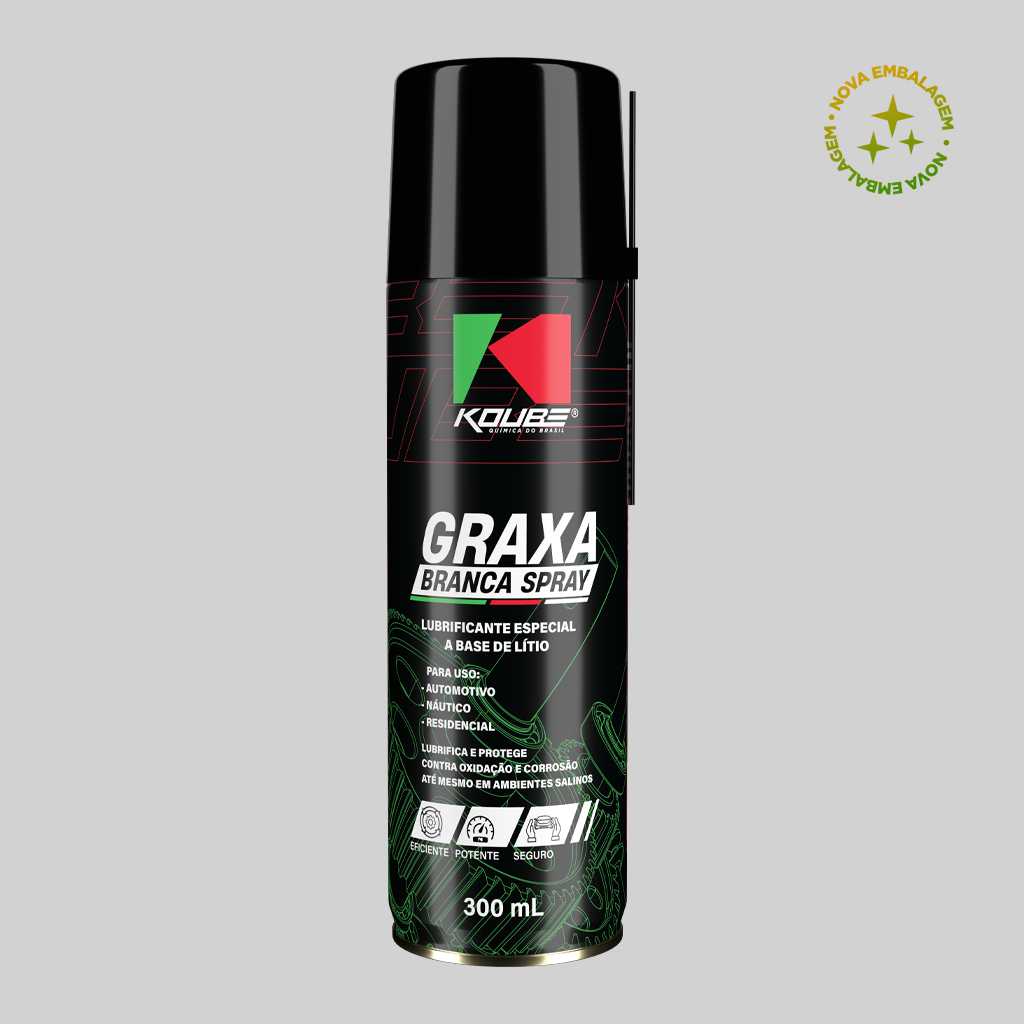 • NOVA EMBALAGEM • NOVA EMBALAGEM
KOUBE®
QUÍMICA DO BRASIL
GRAXA
BRANCA SPRAY
LUBRIFICANTE ESPECIAL
A BASE DE LÍTIO
PARA USO:
- AUTOMOTIVO
- NÁUTICO
- RESIDENCIAL
LUBRIFICA E PROTEGE
CONTRA OXIDAÇÃO E CORROSÃO
ATÉ MESMO EM AMBIENTES SALINOS
EFICIENTE POTENTE SEGURO
300 mL